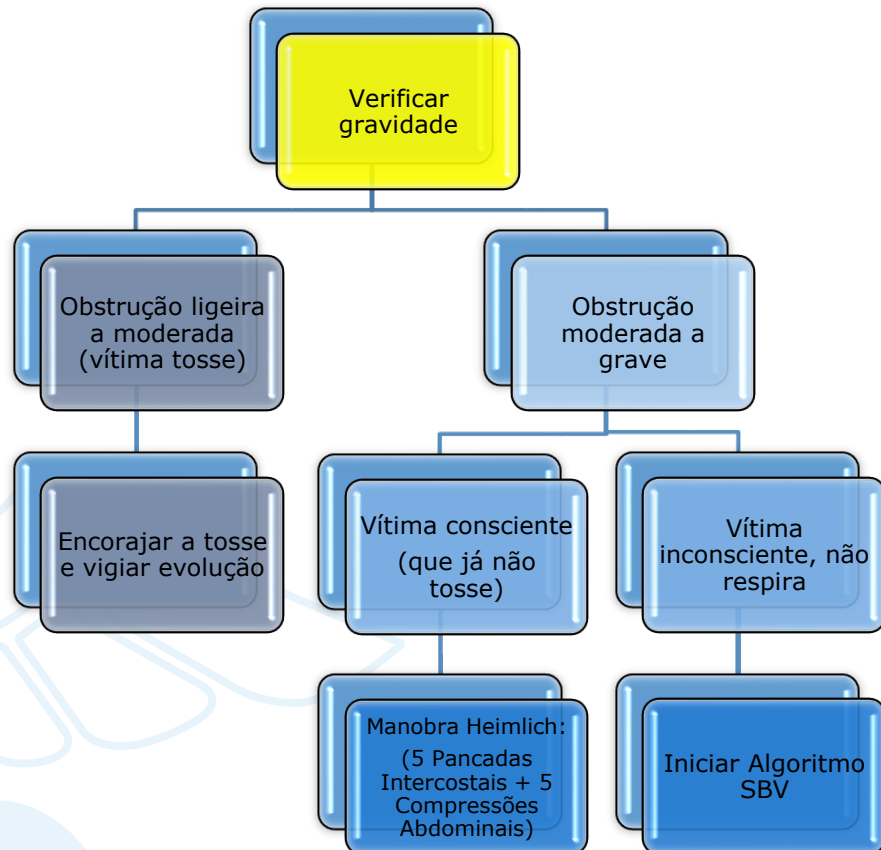 Verificar
gravidade
Obstrução ligeira
a moderada
(vítima tosse)
Obstrução
moderada a
grave
Encorajar a tosse
e vigiar evolução
Vítima consciente
(que já não
tosse)
Vítima
inconsciente, não
respira
Manobra Heimlich:
(5 Pancadas
Intercostais + 5
Compressões
Abdominais)
Iniciar Algoritmo
SBV